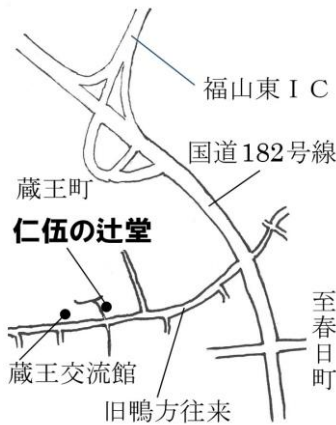 福山東ＩＣ
国道182号線
蔵王町
仁伍の辻堂
至春日町
蔵王交流館
旧鴨方往来